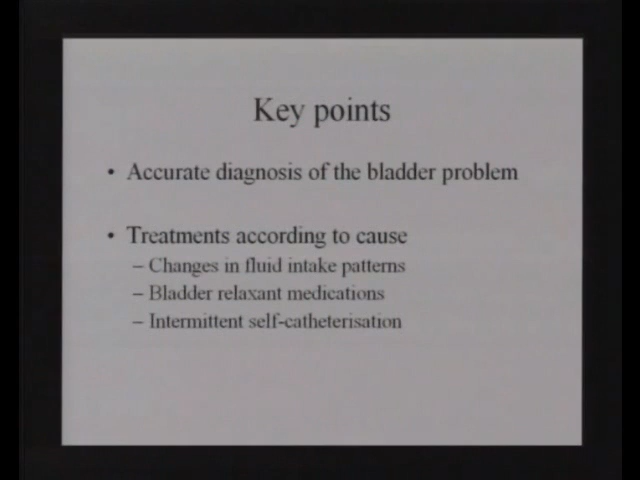 Key points
• Accurate diagnosis of the bladder problem
• Treatments according to cause
– Changes in fluid intake patterns
– Bladder relaxant medications
– Intermittent self-catheterisation